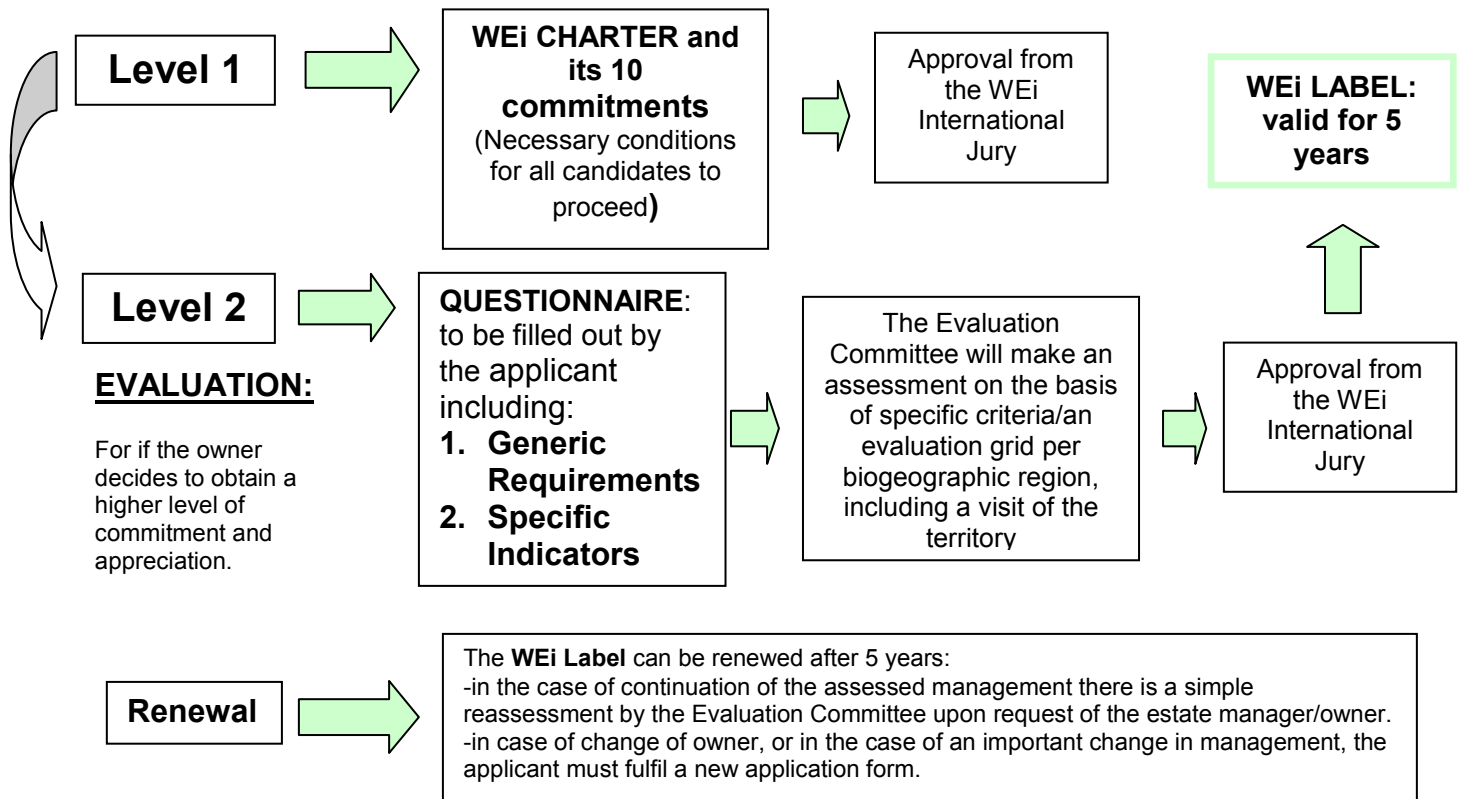 Level 1
WEi CHARTER and
its 10
commitments
(Necessary conditions
for all candidates to
proceed)
Approval from
the WEi
International
Jury
WEi LABEL:
valid for 5
years
Level 2
EVALUATION:
For if the owner
decides to obtain a
higher level of
commitment and
appreciation.
QUESTIONNAIRE:
to be filled out by
the applicant
including:
1. Generic
Requirements
2. Specific
Indicators
The Evaluation
Committee will make an
assessment on the basis
of specific criteria/an
evaluation grid per
biogeographic region,
including a visit of the
territory
Approval from
the WEi
International
Jury
Renewal
The WEi Label can be renewed after 5 years:
-in the case of continuation of the assessed management there is a simple
reassessment by the Evaluation Committee upon request of the estate manager/owner.
-in case of change of owner, or in the case of an important change in management, the
applicant must fulfil a new application form.